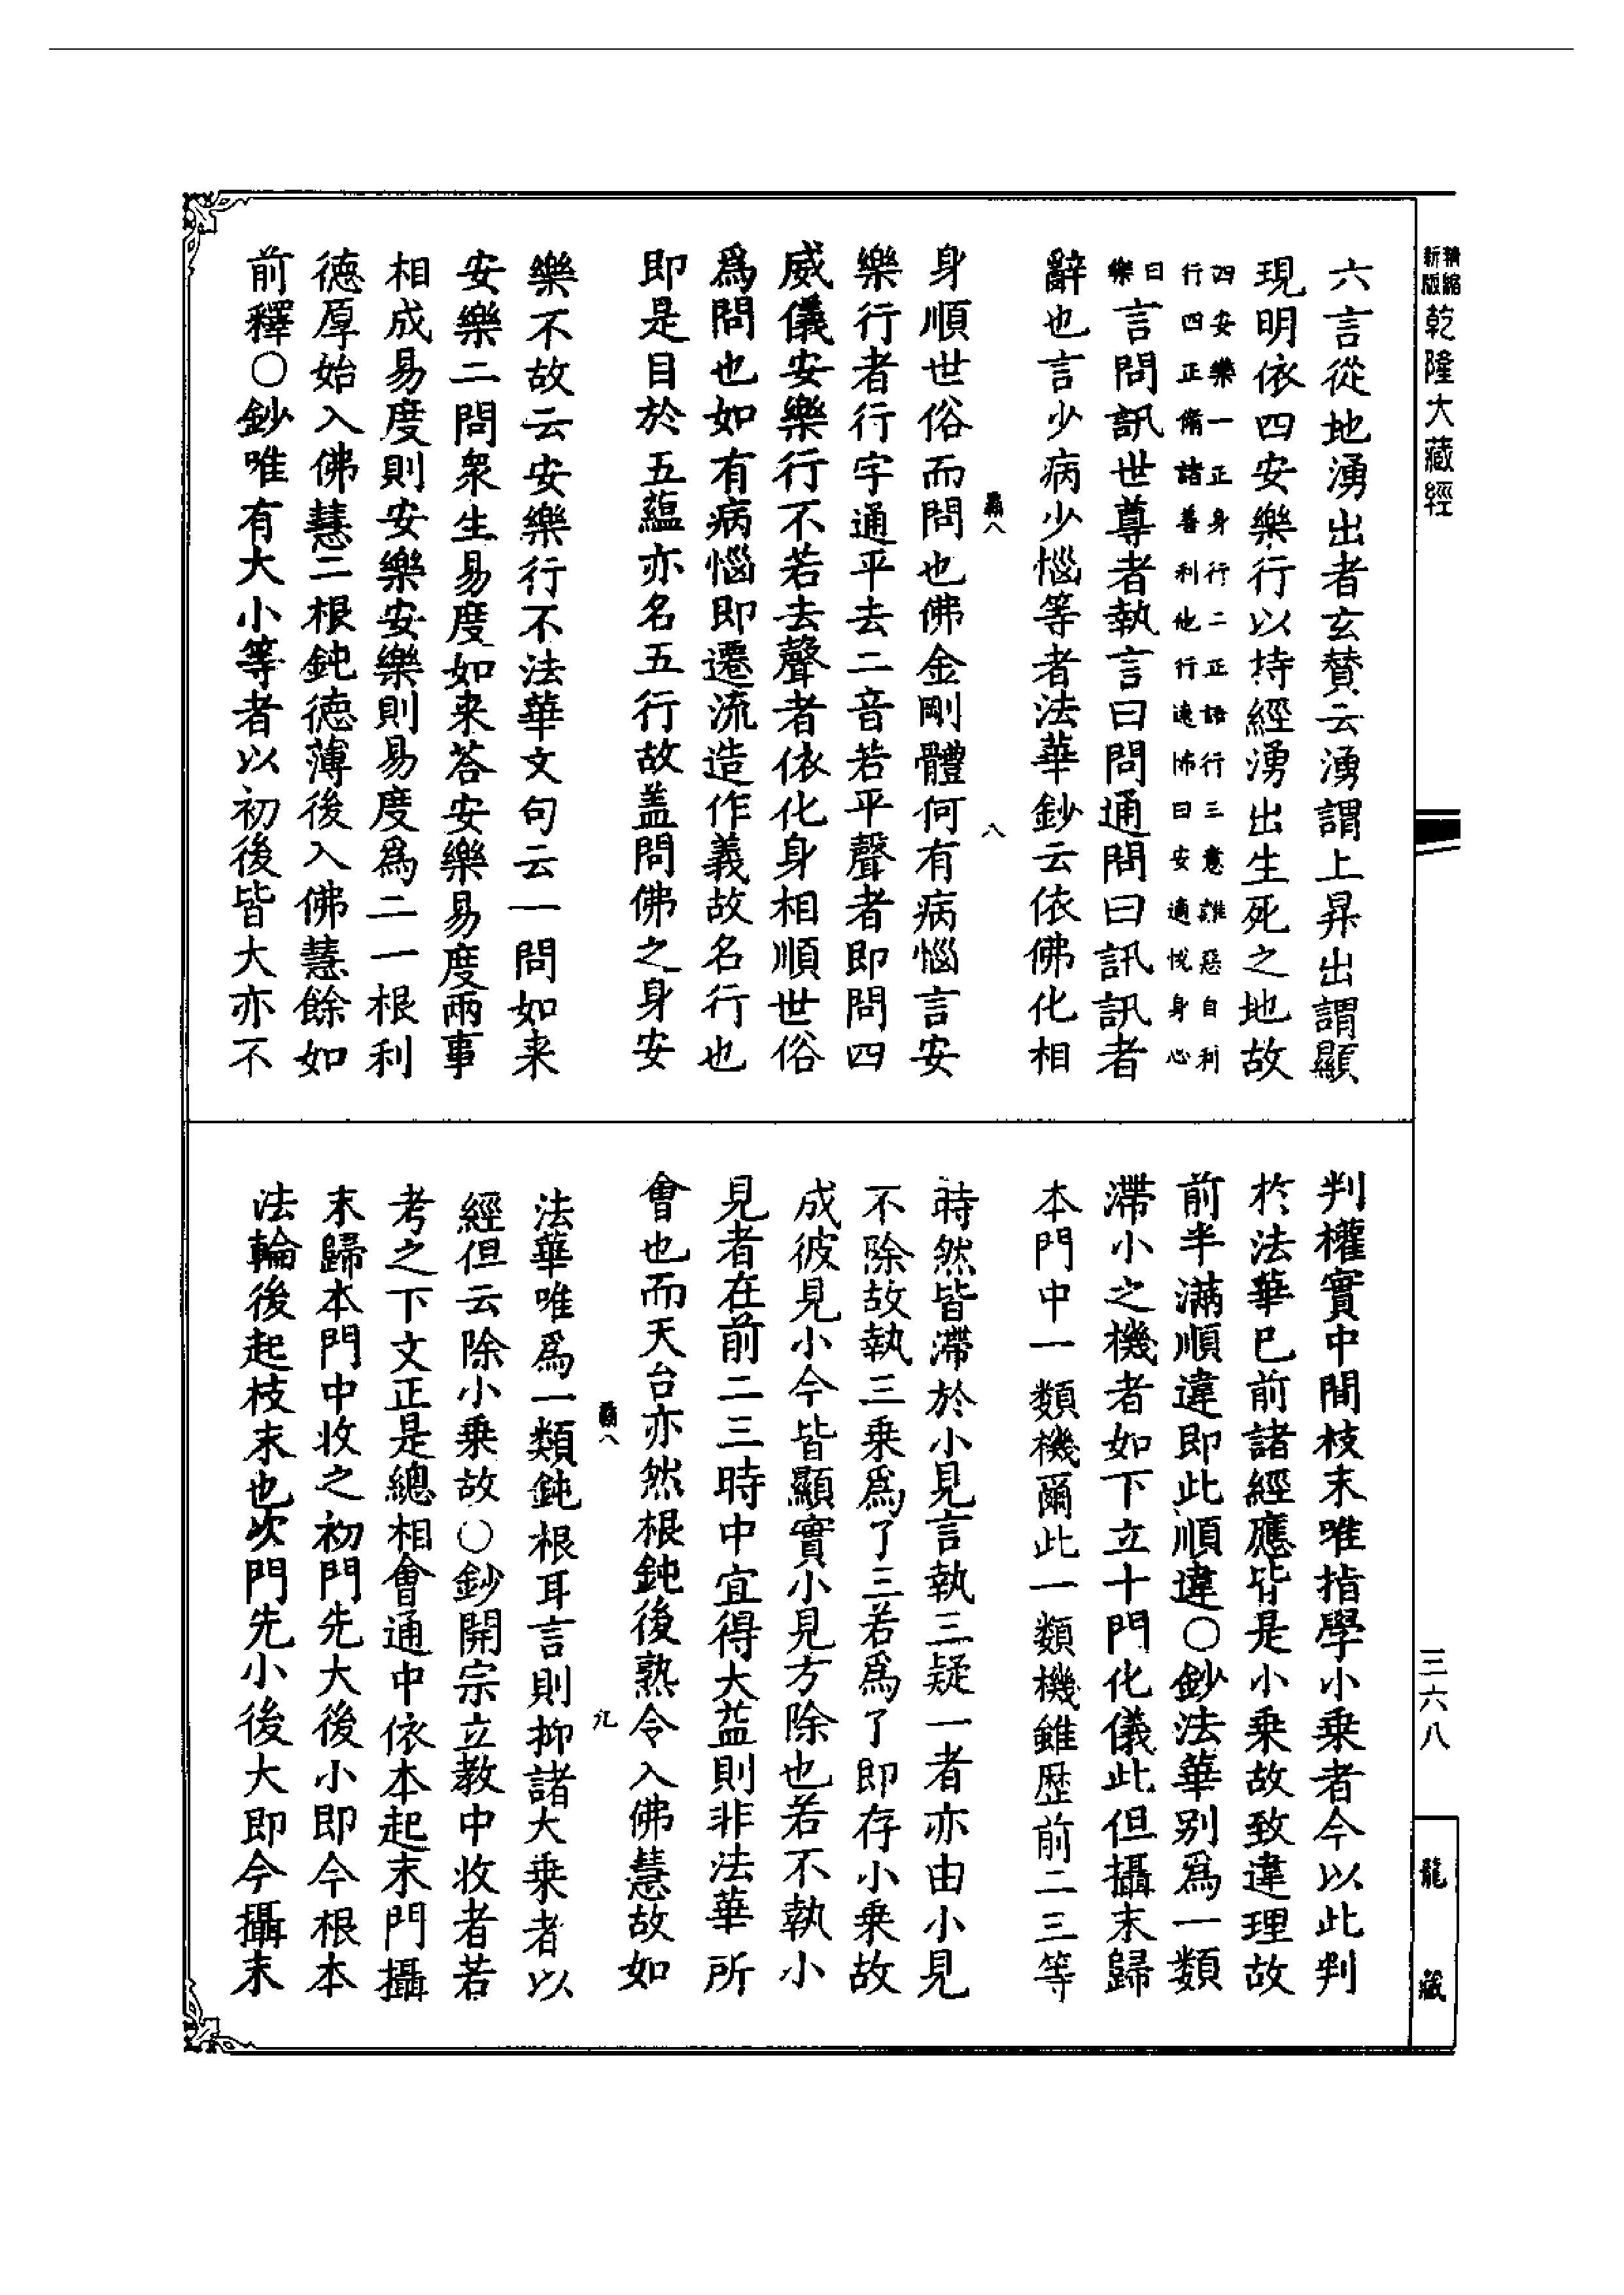 精縮
新版
乾隆大藏經
三六八
龍藏
六言從地湧出者玄賛云湧謂上昇出謂顯
現明依四安樂行以持經湧出生死之地故
四安樂一正身行二正語行三意離惡自利
行四正脩諸善利他行遠怖曰安適悅身心
曰
樂
言問訊世尊者執言曰問通問曰訊訊者
辭也言少病少惱等者法華鈔云依佛化相
八
身順世俗而問也佛金剛體何有病惱言安
樂行者行字通平去二音若平聲者即問四
威儀安樂行不若去聲者依化身相順世俗
爲問也如有病惱即遷流造作義故名行也
即是目於五蕴亦名五行故盖問佛之身安
樂不故云安樂行不法華文句云一問如来
安樂二問衆生易度如来荅安樂易度兩事
相成易度則安樂安樂則易度爲二一根利
德厚始入佛慧二根鈍德薄後入佛慧餘如
前釋○鈔唯有大小等者以初後皆大亦不
判權實中間枝末唯指學小乗者今以此判
於法華已前諸經應皆是小乗故致違理故
前半滿順違即此順違○鈔法華别爲一類
滯小之機者如下立十門化儀此但攝末歸
本門中一類機爾此一類機雖歷前二三等
時然皆滯於小見言執三疑一者亦由小見
不除故執三乗爲了三若爲了即存小乗故
成彼見小今皆顯實小見方除也若不執小
見者在前二三時中宜得大益則非法華所
會也而天台亦然根鈍後熟令入佛慧故如
九
法華唯爲一類鈍根耳言則抑諸大乗者以
經但云除小乗故○鈔開宗立教中收者若
考之下文正是總相會通中依本起末門攝
末歸本門中收之初門先大後小即今根本
法輪後起枝末也次門先小後大即今攝末